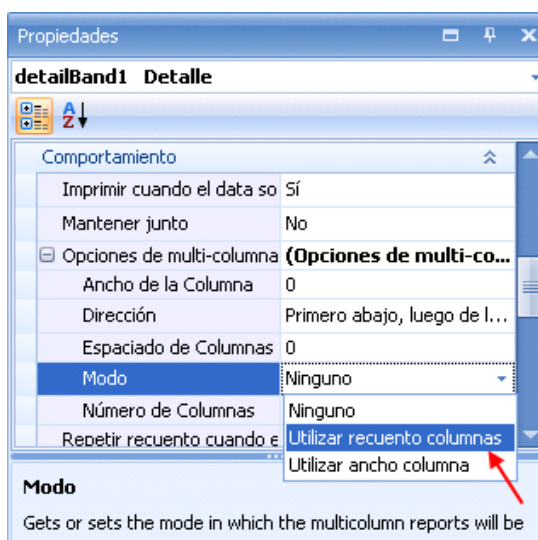 Propiedades
detailBand1 Detalle
Comportamiento
Imprimir cuando el data so Sí
Mantener junto No
Opciones de multi-columna (Opciones de multi-co...
Ancho de la Columna 0
Dirección Primero abajo, luego de l...
Espaciado de Columnas 0
Modo Ninguno
Número de Columnas Ninguno
Repetir recuento cuando e Utilizar recuento columnas
Utilizar ancho columna
Modo
Gets or sets the mode in which the multicolumn reports will be